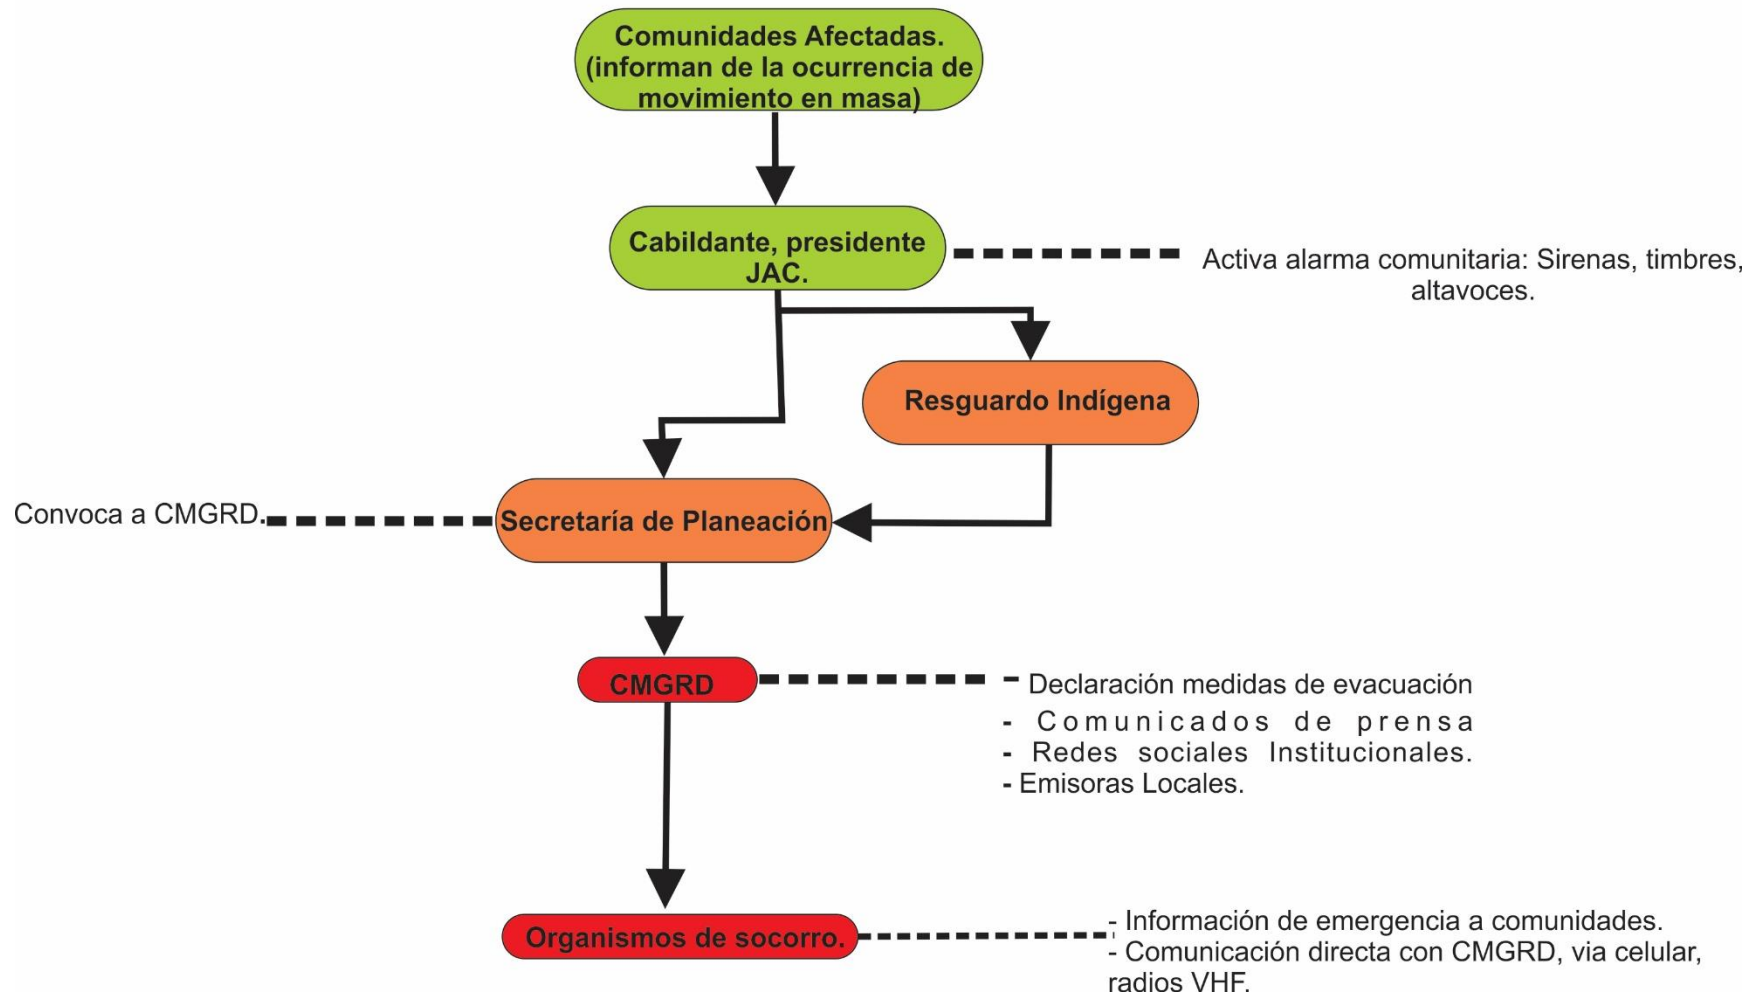 Comunidades Afectadas.
(informan de la ocurrencia de
movimiento en masa)
Cabildante, presidente
JAC.
Activa alarma comunitaria: Sirenas, timbres,
altavoces.
Resguardo Indígena
Convoca a CMGRD.
Secretaría de Planeación
CMGRD
- Declaración medidas de evacuación
- Comunicados de prensa
- Redes sociales Institucionales.
- Emisoras Locales.
Organismos de socorro.
- Información de emergencia a comunidades.
- Comunicación directa con CMGRD, via celular,
radios VHF.